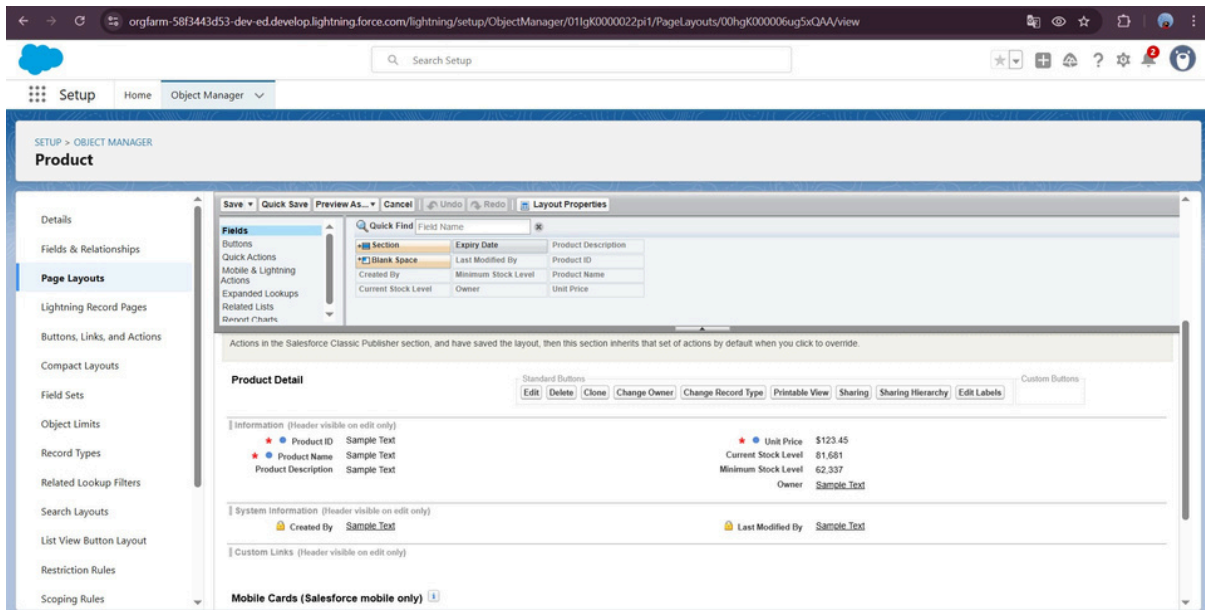 orgfarm-58f3443d53-dev-ed.develop.lightning.force.com/lightning/setup/ObjectManager/01IgK0000022pi1/PageLayouts/00hgK000006ug5xQAA/view
Search Setup
2
Setup Home Object Manager
SETUP > OBJECT MANAGER
Product
Details
Fields & Relationships
Page Layouts
Lightning Record Pages
Buttons, Links, and Actions
Compact Layouts
Field Sets
Object Limits
Record Types
Related Lookup Filters
Search Layouts
List View Button Layout
Restriction Rules
Scoping Rules
Save Quick Save Preview As... Cancel Undo Redo Layout Properties
Fields
Buttons
Quick Actions
Mobile & Lightning
Actions
Expanded Lookups
Related Lists
Report Charts
Quick Find Field Name
Section Expiry Date Product Description
Blank Space Last Modified By Product ID
Created By Minimum Stock Level Product Name
Current Stock Level Owner Unit Price
Actions in the Salesforce Classic Publisher section, and have saved the layout, then this section inherits that set of actions by default when you click to override.
Product Detail
Standard Buttons
Edit Delete Clone Change Owner Change Record Type Printable View Sharing Sharing Hierarchy Edit Labels
Custom Buttons
Information (Header visible on edit only)
Product ID Sample Text
Product Name Sample Text
Product Description Sample Text
Unit Price $123.45
Current Stock Level 81,681
Minimum Stock Level 62,337
Owner Sample Text
System Information (Header visible on edit only)
Created By Sample Text
Last Modified By Sample Text
Custom Links (Header visible on edit only)
Mobile Cards (Salesforce mobile only) i